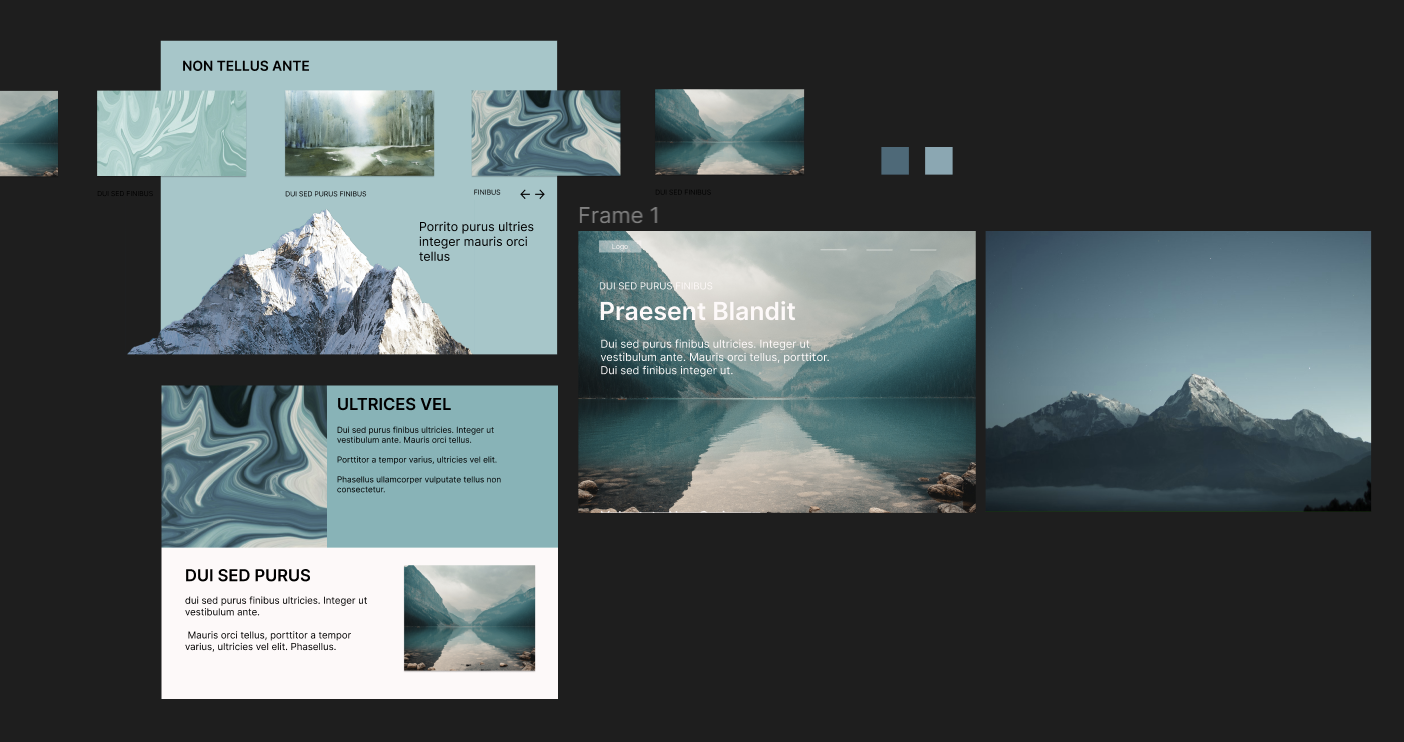 NON TELLUS ANTE
DUI SED FINIBUS
DUI SED PURUS FINIBUS
FINIBUS
DUI SED FINIBUS
Porrito purus ultries
integer mauris orci
tellus
Frame 1
Logo
DUI SED PURUS FINIBUS
Praesent Blandit
Dui sed purus finibus ultricies. Integer ut
vestibulum ante. Mauris orci tellus, porttitor.
Dui sed finibus integer ut.
ULTRICES VEL
Dui sed purus finibus ultricies. Integer ut
vestibulum ante. Mauris orci tellus.
Porttitor a tempor varius, ultricies vel elit.
Phasellus ullamcorper vulputate tellus non
consectetur.
DUI SED PURUS
dui sed purus finibus ultricies. Integer ut
vestibulum ante.
Mauris orci tellus, porttitor a tempor
varius, ultricies vel elit. Phasellus.